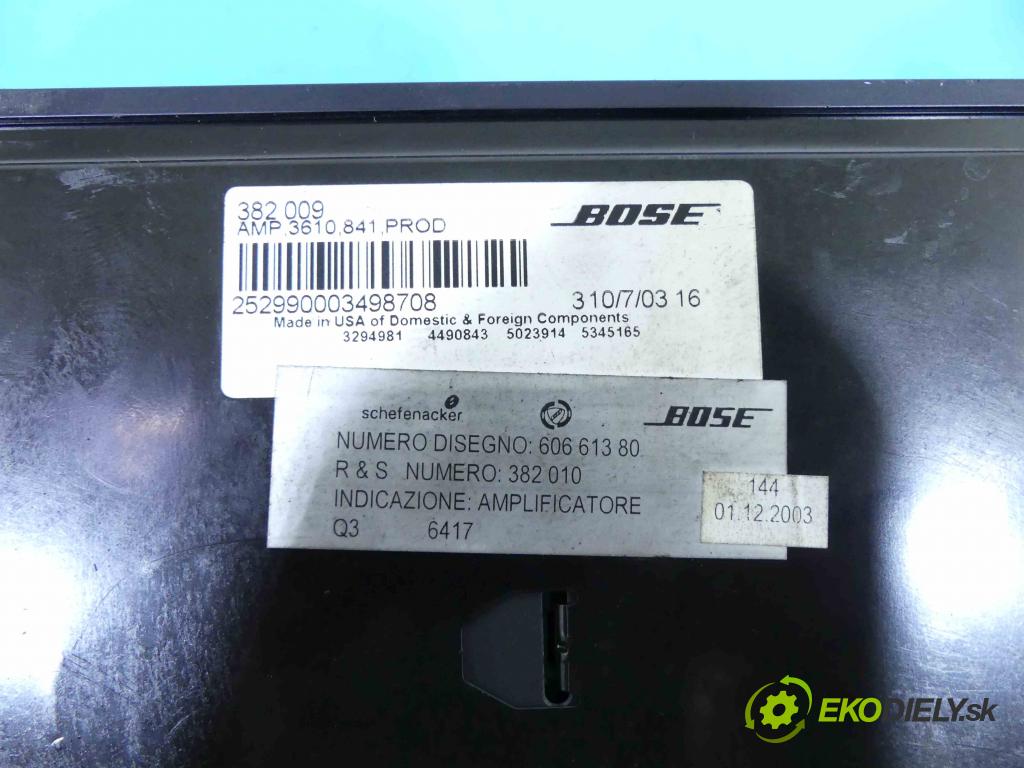 382 009
AMP,3610,841,PROD
BOSE
252990003498708
310/7/03 16
Made in USA of Domestic & Foreign Components
3294981 4490843 5023914 5345165
schefenacker
BOSE
NUMERO DISEGNO: 606 613 80
R & S NUMERO: 382 010
INDICAZIONE: AMPLIFICATORE
Q3 6417
144
01.12.2003
EKODIELY.sk